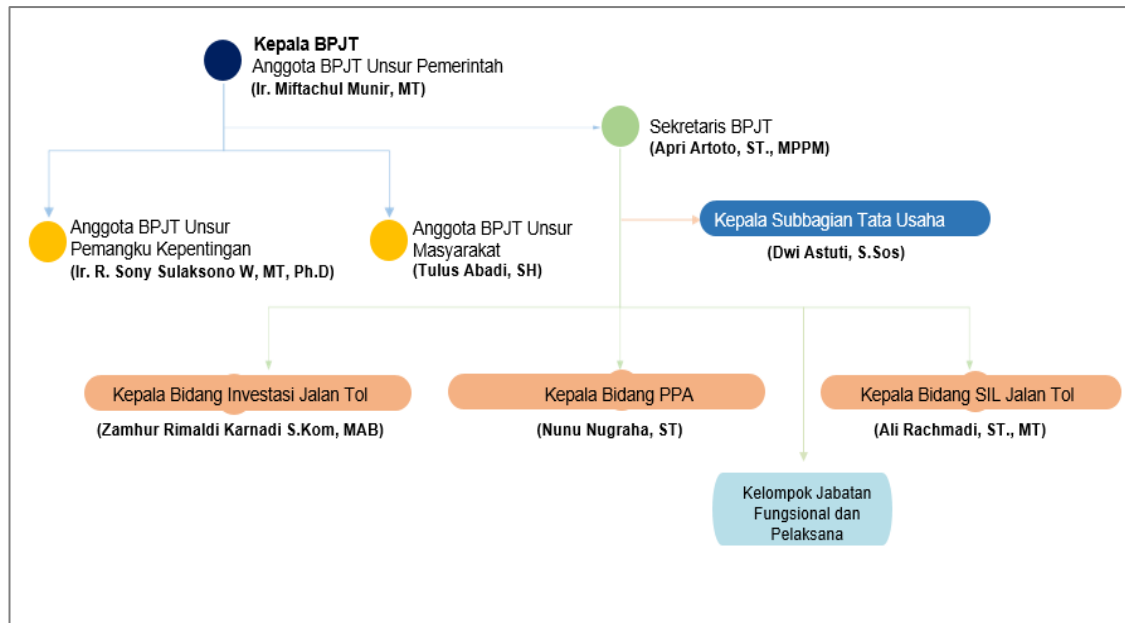 Kepala BPJT
Anggota BPJT Unsur Pemerintah
(Ir. Miftachul Munir, MT)
Sekretaris BPJT
(Apri Artoto, ST., MPPM)
Anggota BPJT Unsur
Pemangku Kepentingan
(Ir. R. Sony Sulaksono W, MT, Ph.D)
Anggota BPJT Unsur
Masyarakat
(Tulus Abadi, SH)
Kepala Subbagian Tata Usaha
(Dwi Astuti, S.Sos)
Kepala Bidang Investasi Jalan Tol
(Zamhur Rimaldi Karnadi S.Kom, MAB)
Kepala Bidang PPA
(Nunu Nugraha, ST)
Kepala Bidang SIL Jalan Tol
(Ali Rachmadi, ST., MT)
Kelompok Jabatan
Fungsional dan
Pelaksana